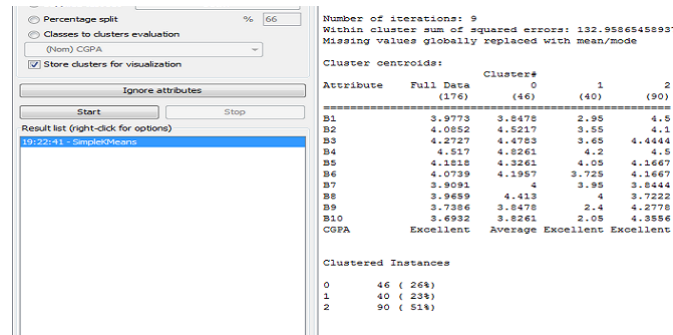 Percentage split % 66
Classes to clusters evaluation
(Nom) CGPA
Store clusters for visualization
Ignore attributes
Start Stop
Result list (right-click for options)
19:22:41 - SimpleKMeans
Number of iterations: 9
Within cluster sum of squared errors: 132.9586545893
Missing values globally replaced with mean/mode
Cluster centroids:
Cluster#
Attribute Full Data 0 1 2
(176) (46) (40) (90)
=========================================================
B1 3.9773 3.8478 2.95 4.5
B2 4.0852 4.5217 3.55 4.1
B3 4.2727 4.4783 3.65 4.4444
B4 4.517 4.8261 4.2 4.5
B5 4.1818 4.3261 4.05 4.1667
B6 4.0739 4.1957 3.725 4.1667
B7 3.9091 4 3.95 3.8444
B8 3.9659 4.413 4 3.7222
B9 3.7386 3.8478 2.4 4.2778
B10 3.6932 3.8261 2.05 4.3556
CGPA Excellent Average Excellent Excellent
Clustered Instances
0 46 ( 26%)
1 40 ( 23%)
2 90 ( 51%)